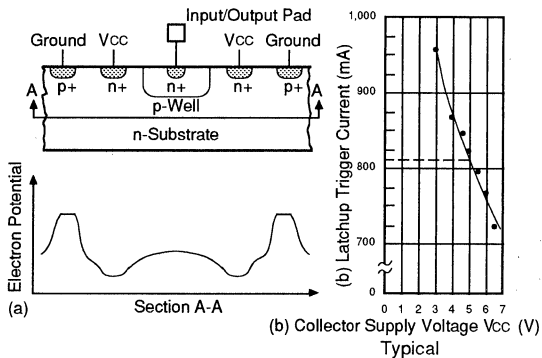 Input/Output Pad
Ground VCC VCC Ground
A A
p+ n+ n+ n+ p+
p-Well
n-Substrate
Electron Potential
(a) Section A-A
(b) Latchup Trigger Current (mA)
1,000
900
800
700
0
0 1 2 3 4 5 6 7
(b) Collector Supply Voltage VCC (V)
Typical